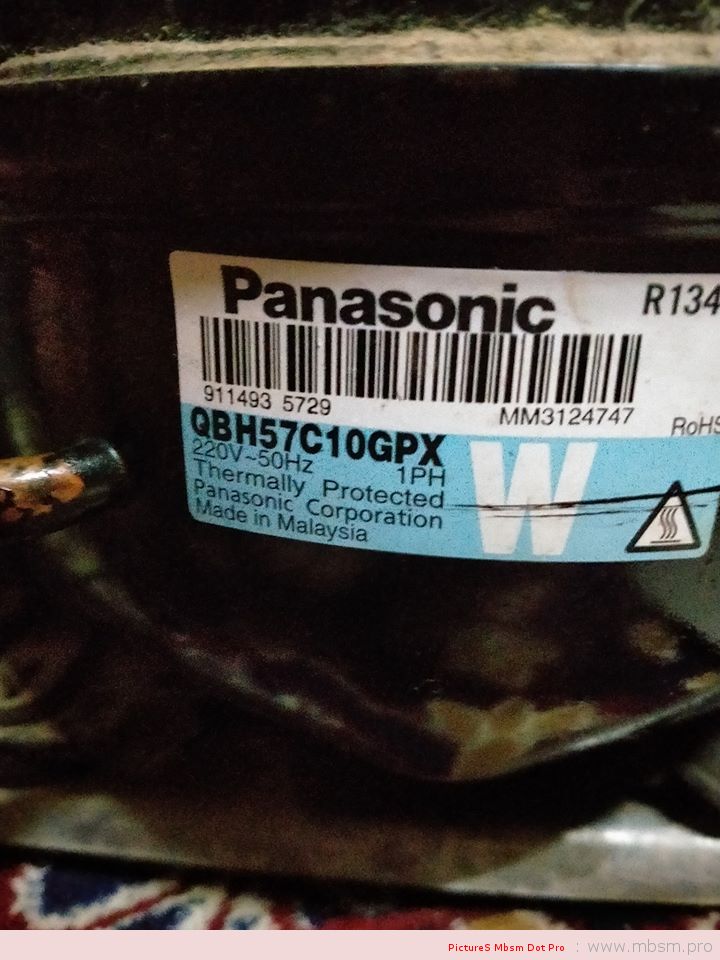 Panasonic
R134
911493 5729
MM3124747
RoHS
QBH57C10GPX
220V~50Hz 1PH
Thermally Protected
Panasonic Corporation
Made in Malaysia
W
PictureS Mbsm Dot Pro : www.mbsm.pro